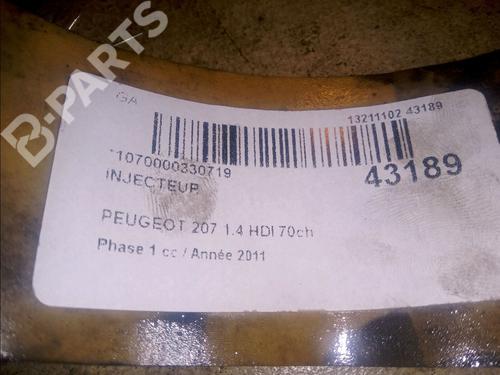 B-PARTS
GA
13211102 43189
*1070000330719
43189
INJECTEUR
PEUGEOT 207 1.4 HDI 70ch
Phase 1 cc / Année 2011